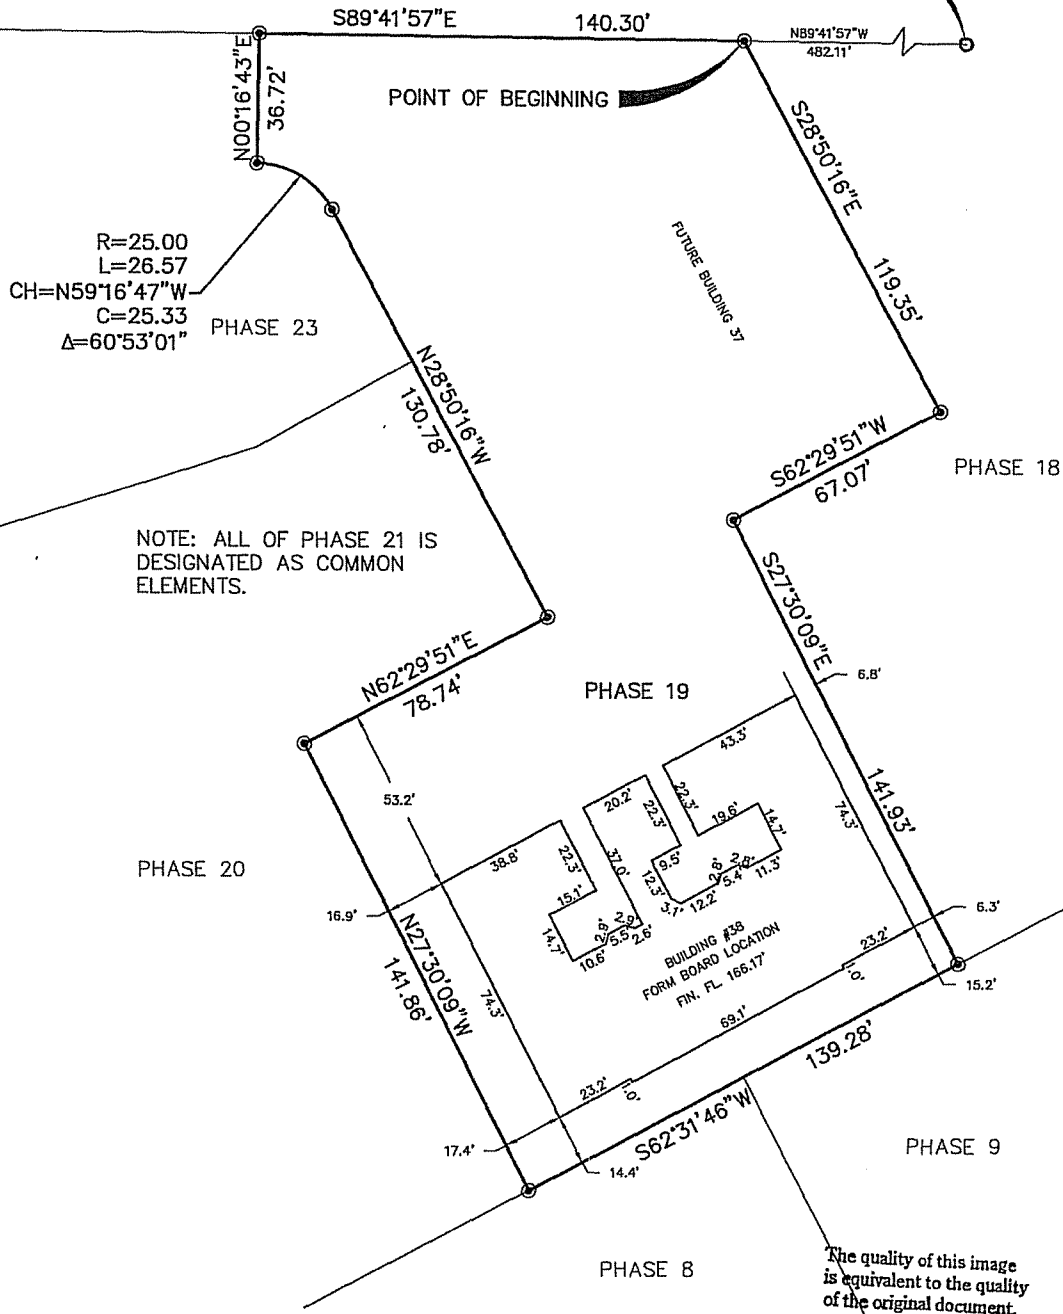 S89°41'57"E
140.30'
N89°41'57"W
482.11'
N00°16'43"E
36.72'
POINT OF BEGINNING
S28°50'16"E
119.35'
FUTURE BUILDING 37
R=25.00
L=26.57
CH=N59°16'47"W
C=25.33
Δ=60°53'01"
PHASE 23
N28°50'16"W
130.78'
S62°29'51"W
67.07'
PHASE 18
NOTE: ALL OF PHASE 21 IS
DESIGNATED AS COMMON
ELEMENTS.
S27°30'09"E
141.93'
6.8'
N62°29'51"E
78.74'
PHASE 19
43.3'
53.2'
20.2'
22.3'
22.3'
19.6'
14.7'
74.3'
PHASE 20
38.8'
22.3'
37.0'
9.5'
12.3'
2.8'
2.8'
5.4'
11.3'
15.1'
3.1'
12.2'
16.9'
14.7'
2.9'
2.9'
5.5'
2.6'
10.6'
6.3'
N27°30'09"W
141.86'
BUILDING #38
FORM BOARD LOCATION
FIN. FL. 166.17'
23.2'
1.0'
15.2'
74.3'
69.1'
139.28'
23.2'
1.0'
S62°31'46"W
17.4'
14.4'
PHASE 9
PHASE 8
The quality of this image
is equivalent to the quality
of the original document.